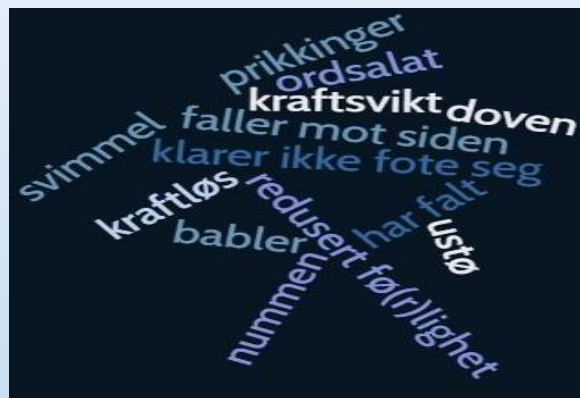 prikkinger
ordsalat
kraftsvikt
doven
faller mot siden
svimmel
klarer ikke fote seg
kraftløs
redusert fø(r)lighet
har falt
ustø
babler
nummen